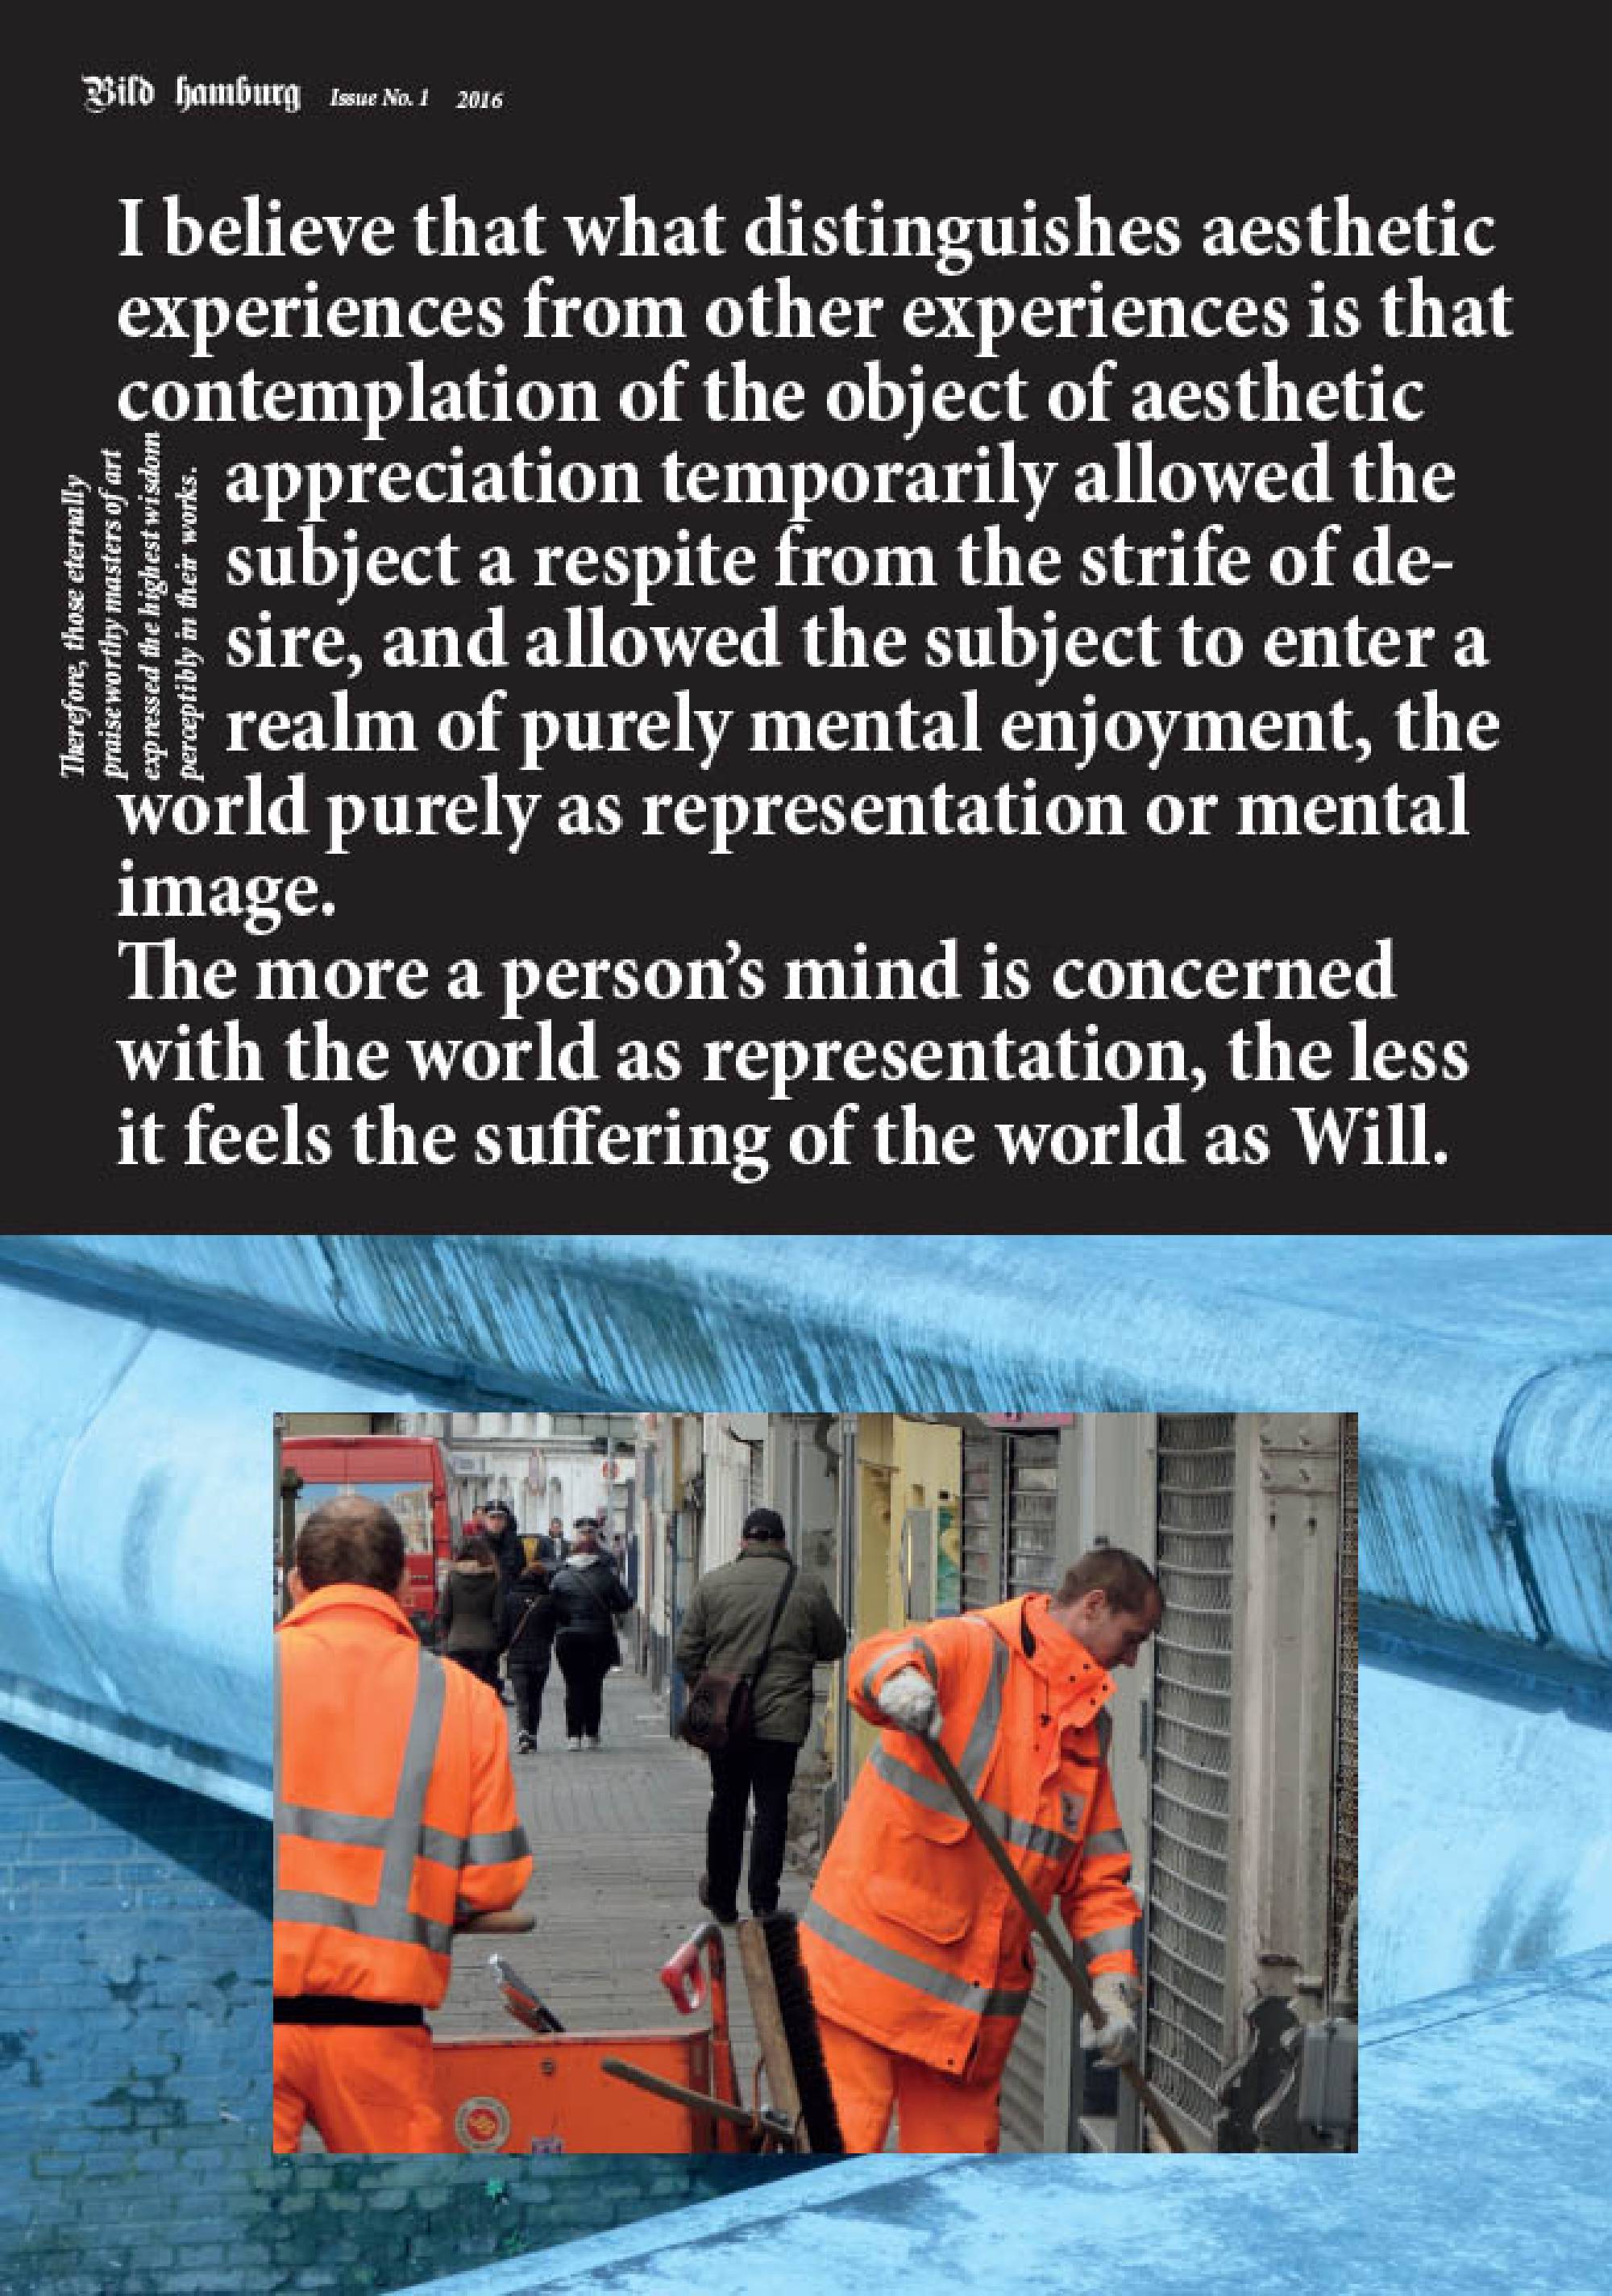 Bild hamburg Issue No. 1 2016
I believe that what distinguishes aesthetic
experiences from other experiences is that
contemplation of the object of aesthetic
appreciation temporarily allowed the
subject a respite from the strife of de-
sire, and allowed the subject to enter a
realm of purely mental enjoyment, the
world purely as representation or mental
image.
The more a person’s mind is concerned
with the world as representation, the less
it feels the suffering of the world as Will.
Therefore, those eternally
praiseworthy masters of art
expressed the highest wisdom
perceptibly in their works.